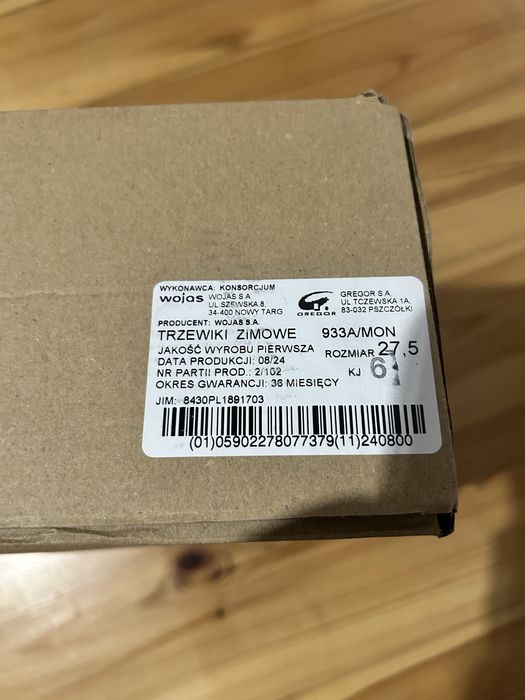 WYKONAWCA: KONSORCJUM
wojas WOJAS S.A. UL.SZEWSKA 8, 34-400 NOWY TARG
GREGOR GREGOR S.A. UL.TCZEWSKA 1A, 83-032 PSZCZÓŁKI
PRODUCENT: WOJAS S.A.
TRZEWIKI ZiMOWE 933A/MON
JAKOŚĆ WYROBU PIERWSZA ROZMIAR 27,5
DATA PRODUKCJI: 08/24
NR PARTII PROD.: 2/102 KJ
OKRES GWARANCJI: 36 MIESIĘCY
JIM: 8430PL1891703
(01)05902278077379(11)240800